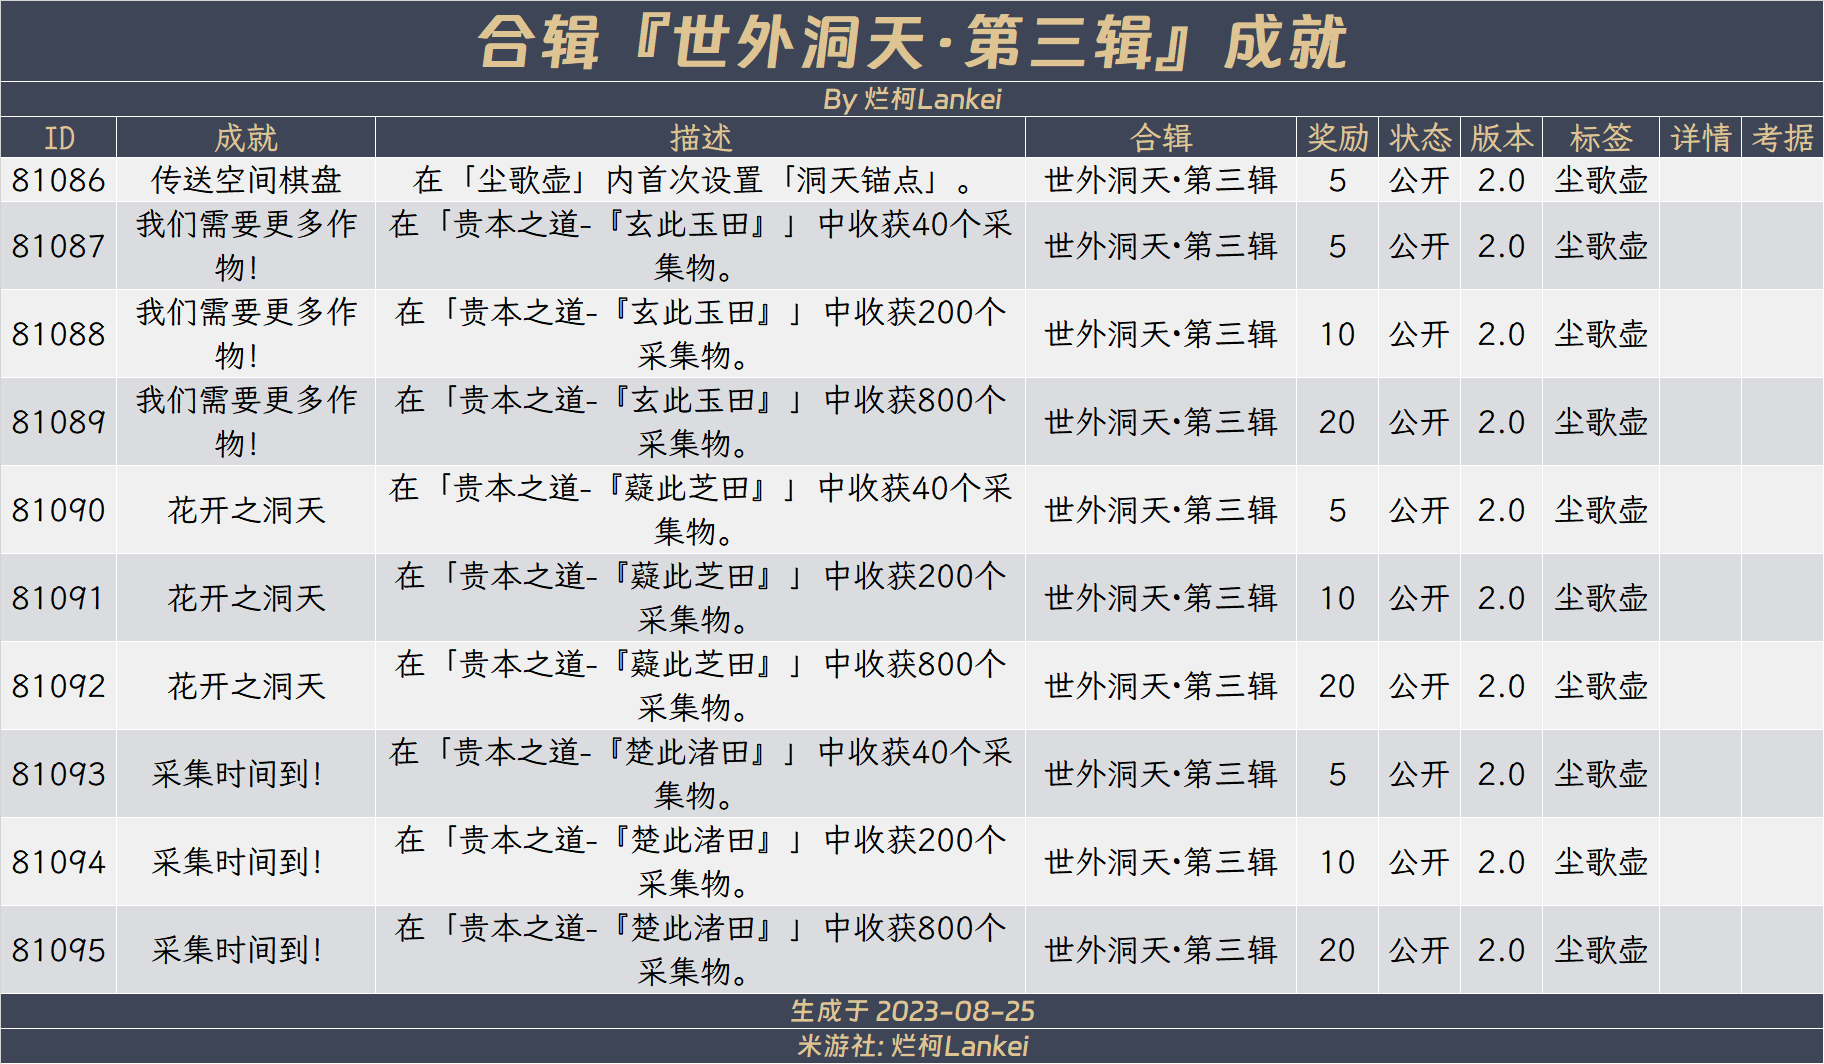 合辑『世外洞天·第三辑』成就
By 烂柯Lankei
ID 成就 描述 合辑 奖励 状态 版本 标签 详情 考据
81086 传送空间棋盘 在「尘歌壶」内首次设置「洞天锚点」。 世外洞天·第三辑 5 公开 2.0 尘歌壶
81087 我们需要更多作物！ 在「贵本之道-『玄此玉田』」中收获40个采集物。 世外洞天·第三辑 5 公开 2.0 尘歌壶
81088 我们需要更多作物！ 在「贵本之道-『玄此玉田』」中收获200个采集物。 世外洞天·第三辑 10 公开 2.0 尘歌壶
81089 我们需要更多作物！ 在「贵本之道-『玄此玉田』」中收获800个采集物。 世外洞天·第三辑 20 公开 2.0 尘歌壶
81090 花开之洞天 在「贵本之道-『薿此芝田』」中收获40个采集物。 世外洞天·第三辑 5 公开 2.0 尘歌壶
81091 花开之洞天 在「贵本之道-『薿此芝田』」中收获200个采集物。 世外洞天·第三辑 10 公开 2.0 尘歌壶
81092 花开之洞天 在「贵本之道-『薿此芝田』」中收获800个采集物。 世外洞天·第三辑 20 公开 2.0 尘歌壶
81093 采集时间到！ 在「贵本之道-『楚此渚田』」中收获40个采集物。 世外洞天·第三辑 5 公开 2.0 尘歌壶
81094 采集时间到！ 在「贵本之道-『楚此渚田』」中收获200个采集物。 世外洞天·第三辑 10 公开 2.0 尘歌壶
81095 采集时间到！ 在「贵本之道-『楚此渚田』」中收获800个采集物。 世外洞天·第三辑 20 公开 2.0 尘歌壶
生成于 2023-08-25
米游社: 烂柯Lankei